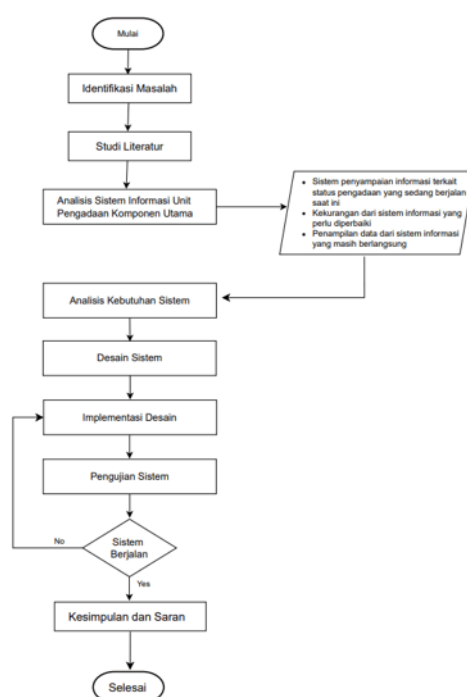 Mulai
Identifikasi Masalah
Studi Literatur
Analisis Sistem Informasi Unit
Pengadaan Komponen Utama
• Sistem penyampaian informasi terkait
status pengadaan yang sedang berjalan
saat ini
• Kekurangan dari sistem informasi yang
perlu diperbaiki
• Penampilan data dari sistem informasi
yang masih berlangsung
Analisis Kebutuhan Sistem
Desain Sistem
Implementasi Desain
Pengujian Sistem
Sistem
Berjalan
No
Yes
Kesimpulan dan Saran
Selesai